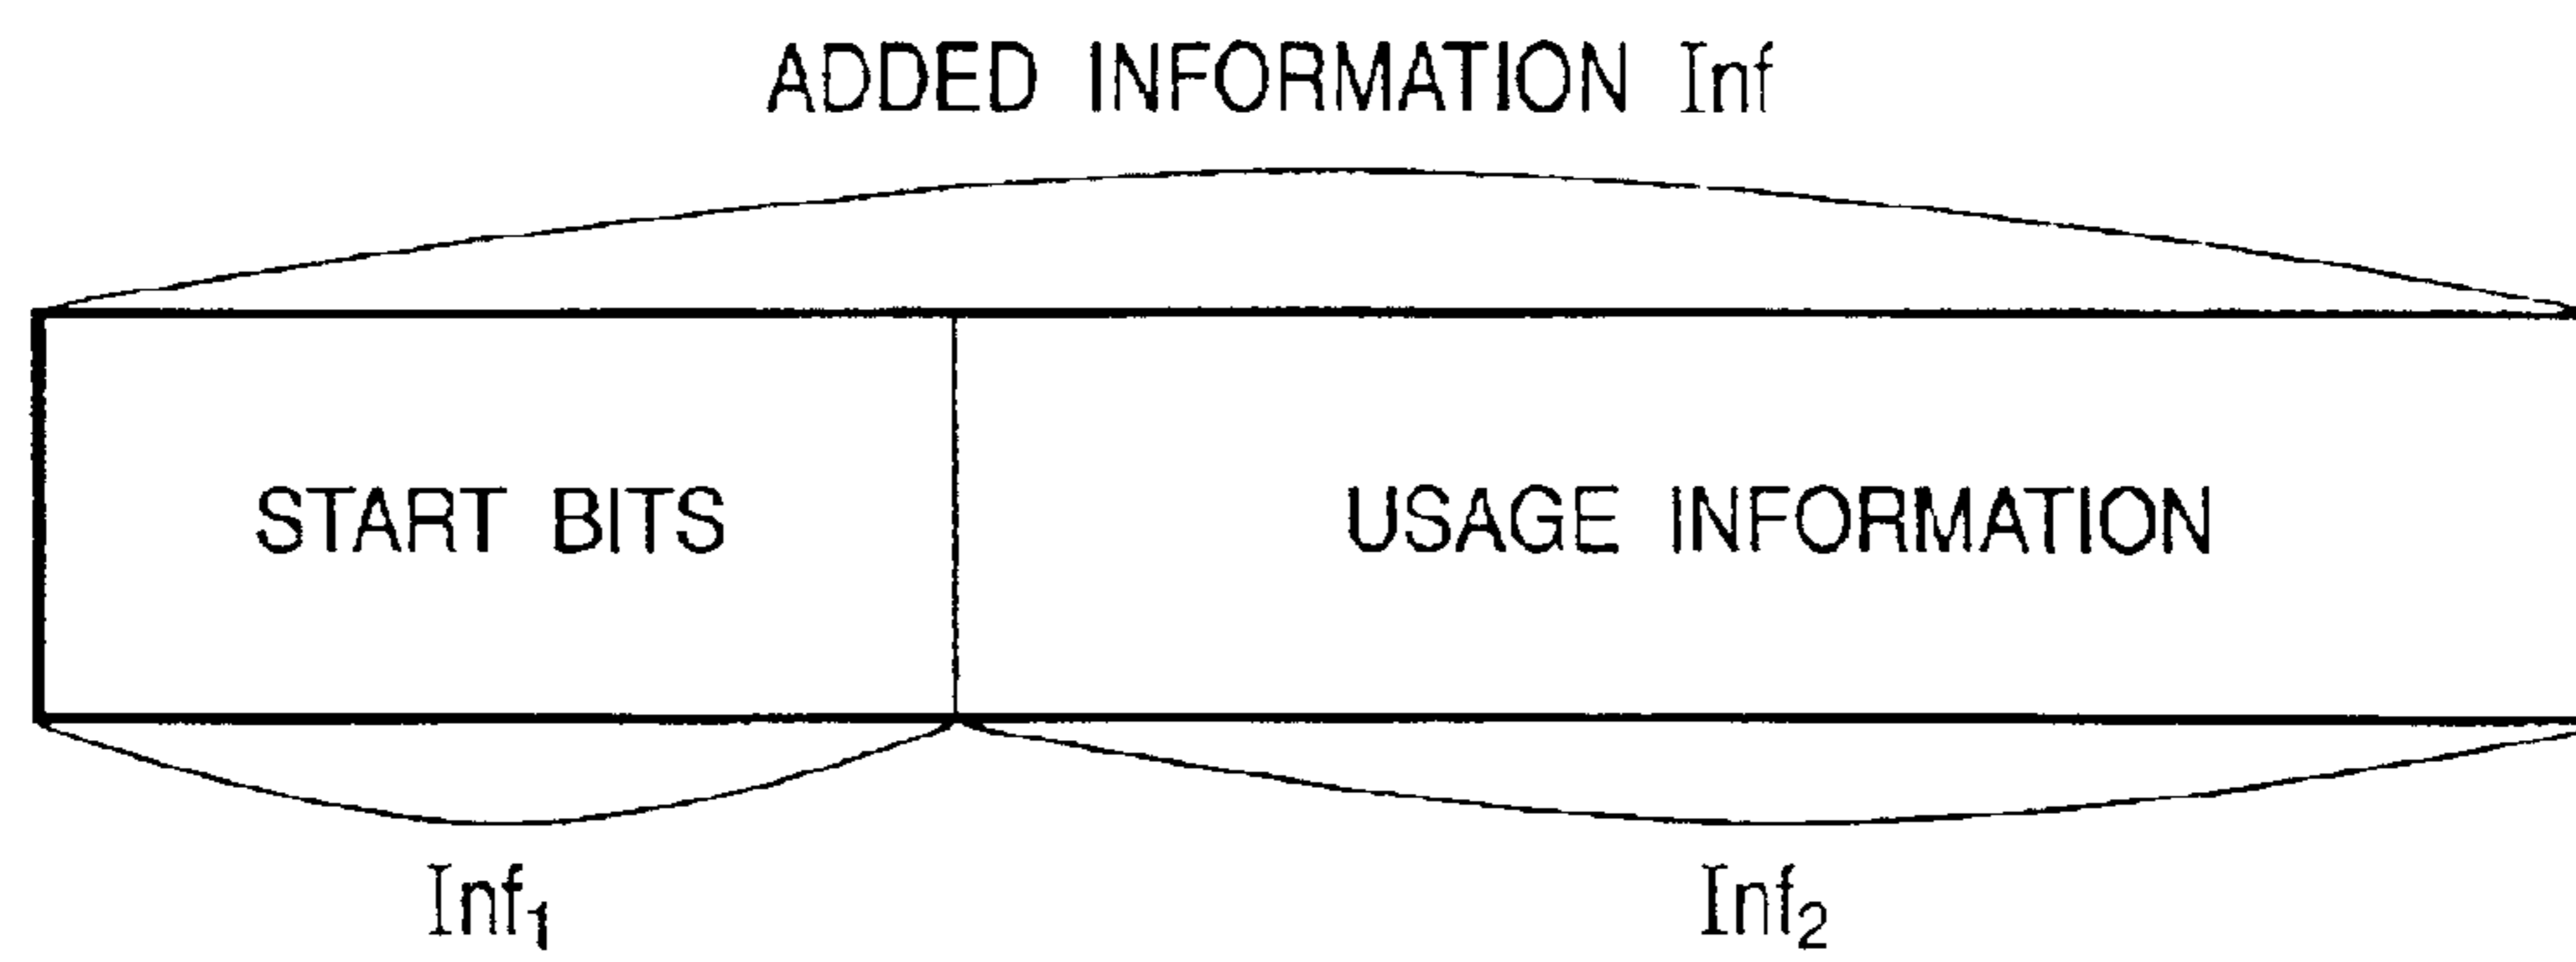 ADDED INFORMATION Inf
START BITS USAGE INFORMATION
Inf₁ Inf₂